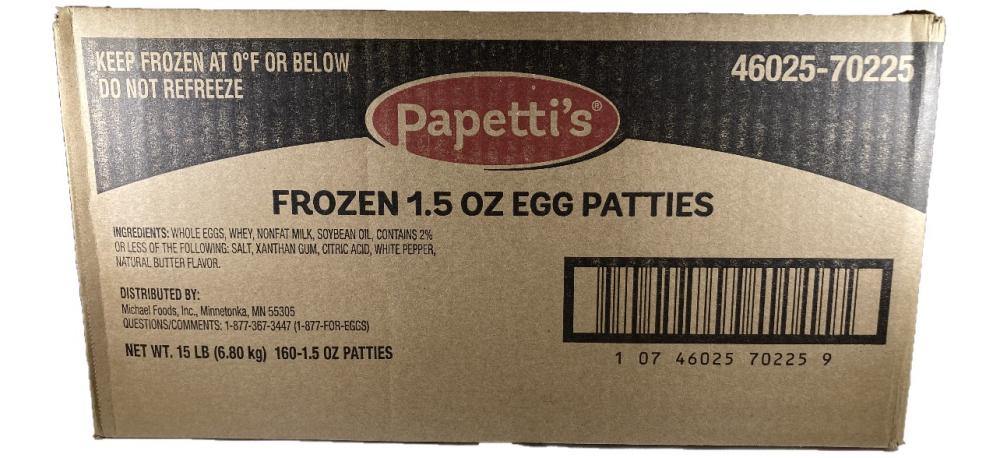 KEEP FROZEN AT 0°F OR BELOW
DO NOT REFREEZE
46025-70225
Papetti's®
FROZEN 1.5 OZ EGG PATTIES
INGREDIENTS: WHOLE EGGS, WHEY, NONFAT MILK, SOYBEAN OIL, CONTAINS 2%
OR LESS OF THE FOLLOWING: SALT, XANTHAN GUM, CITRIC ACID, WHITE PEPPER,
NATURAL BUTTER FLAVOR.
DISTRIBUTED BY:
Michael Foods, Inc., Minnetonka, MN 55305
QUESTIONS/COMMENTS: 1-877-367-3447 (1-877-FOR-EGGS)
NET WT. 15 LB (6.80 kg) 160-1.5 OZ PATTIES
1 07 46025 70225 9